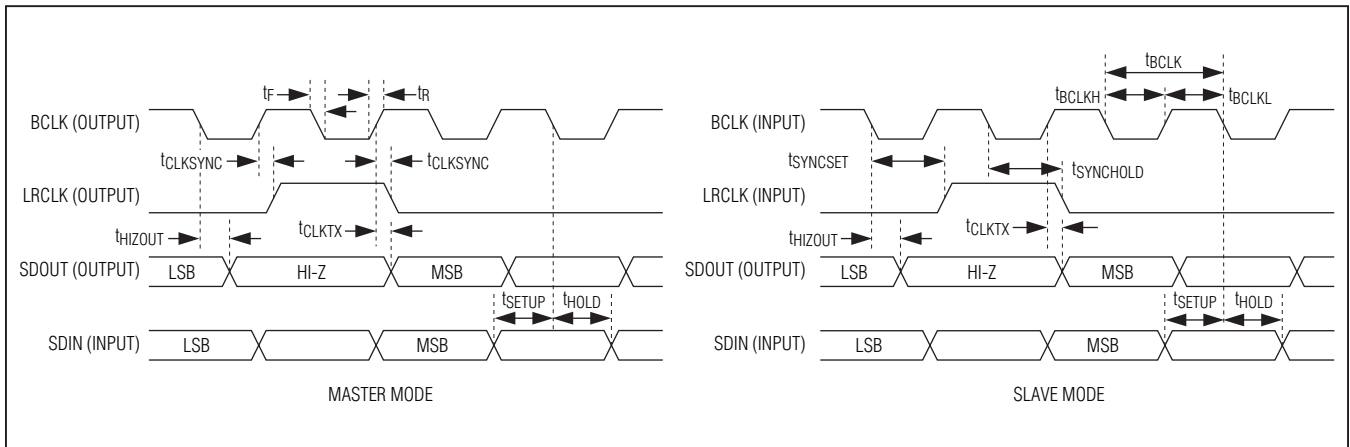 tF
tR
BCLK (OUTPUT)
tCLKSYNC
tCLKSYNC
LRCLK (OUTPUT)
tHIZOUT
tCLKTX
SDOUT (OUTPUT)
LSB
HI-Z
MSB
tSETUP
tHOLD
SDIN (INPUT)
LSB
MSB
MASTER MODE
tBCLK
tBCLKH
tBCLKL
BCLK (INPUT)
tSYNCSET
tSYNCHOLD
LRCLK (INPUT)
tHIZOUT
tCLKTX
SDOUT (OUTPUT)
LSB
HI-Z
MSB
tSETUP
tHOLD
SDIN (INPUT)
LSB
MSB
SLAVE MODE